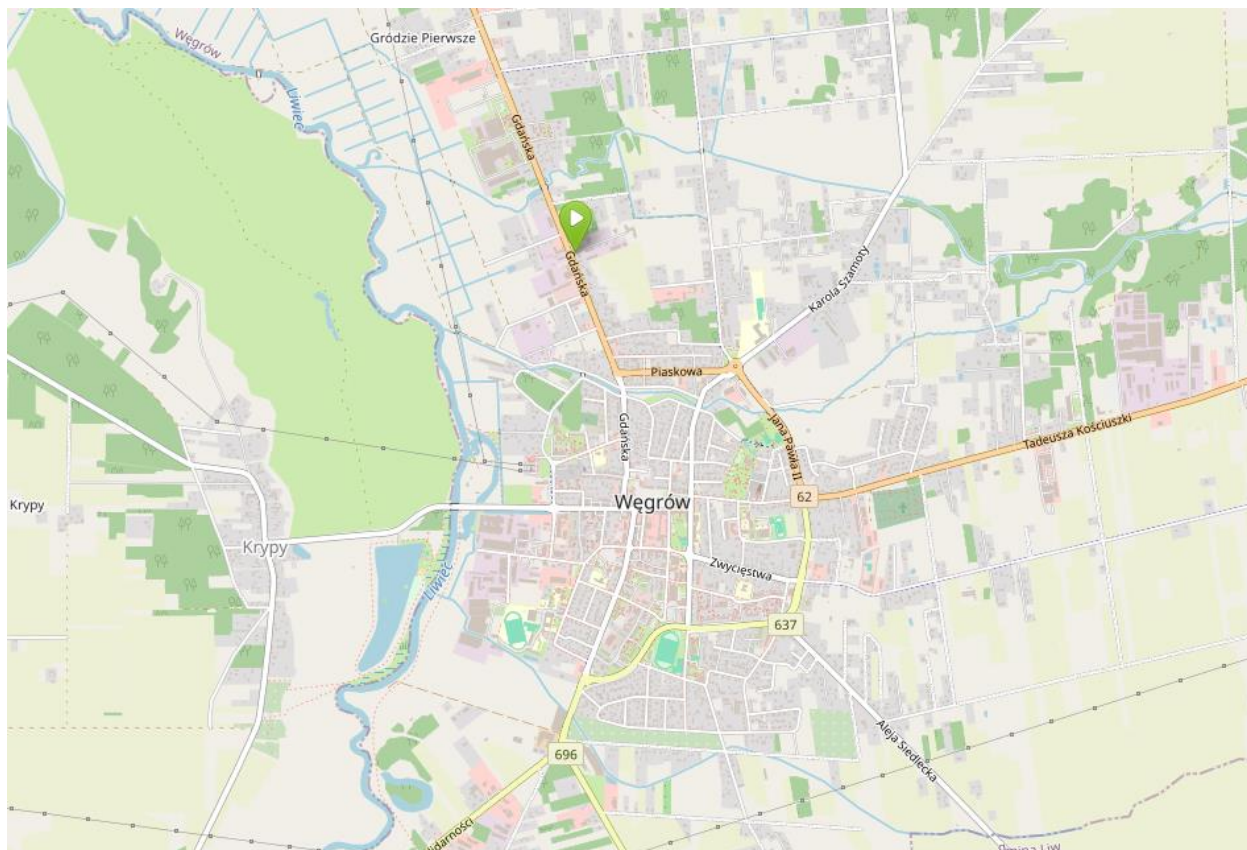 Gródzie Pierwsze
Węgrów
Liwiec
Gdańska
Gdańska
Karola Szamoty
Piaskowa
Gdańska
Jana Pawła II
Tadeusza Kościuszki
62
Węgrów
Krypy
Krypy
Liwiec
Zwycięstwa
637
Aleja Siedlecka
696
lidarności
Gmina Liw